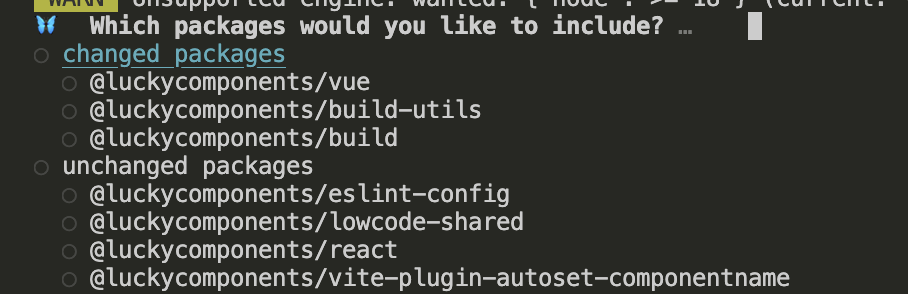 WARN Unsupported engine: wanted: {"node":">=18"} (current:
Which packages would you like to include? …
changed packages
@luckycomponents/vue
@luckycomponents/build-utils
@luckycomponents/build
unchanged packages
@luckycomponents/eslint-config
@luckycomponents/lowcode-shared
@luckycomponents/react
@luckycomponents/vite-plugin-autoset-componentname